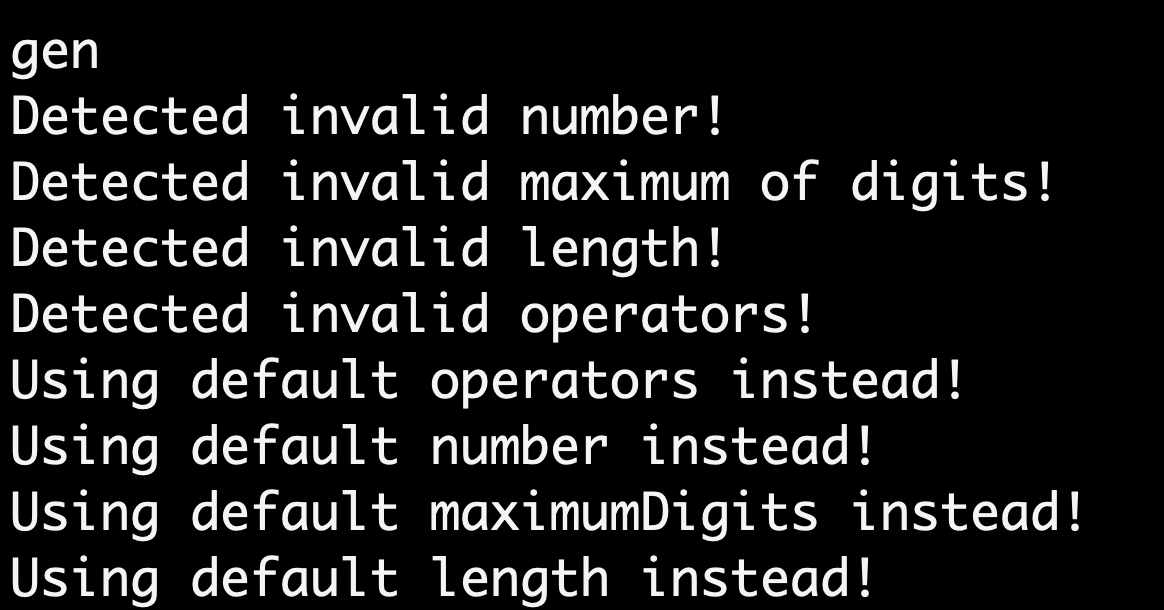 gen
Detected invalid number!
Detected invalid maximum of digits!
Detected invalid length!
Detected invalid operators!
Using default operators instead!
Using default number instead!
Using default maximumDigits instead!
Using default length instead!